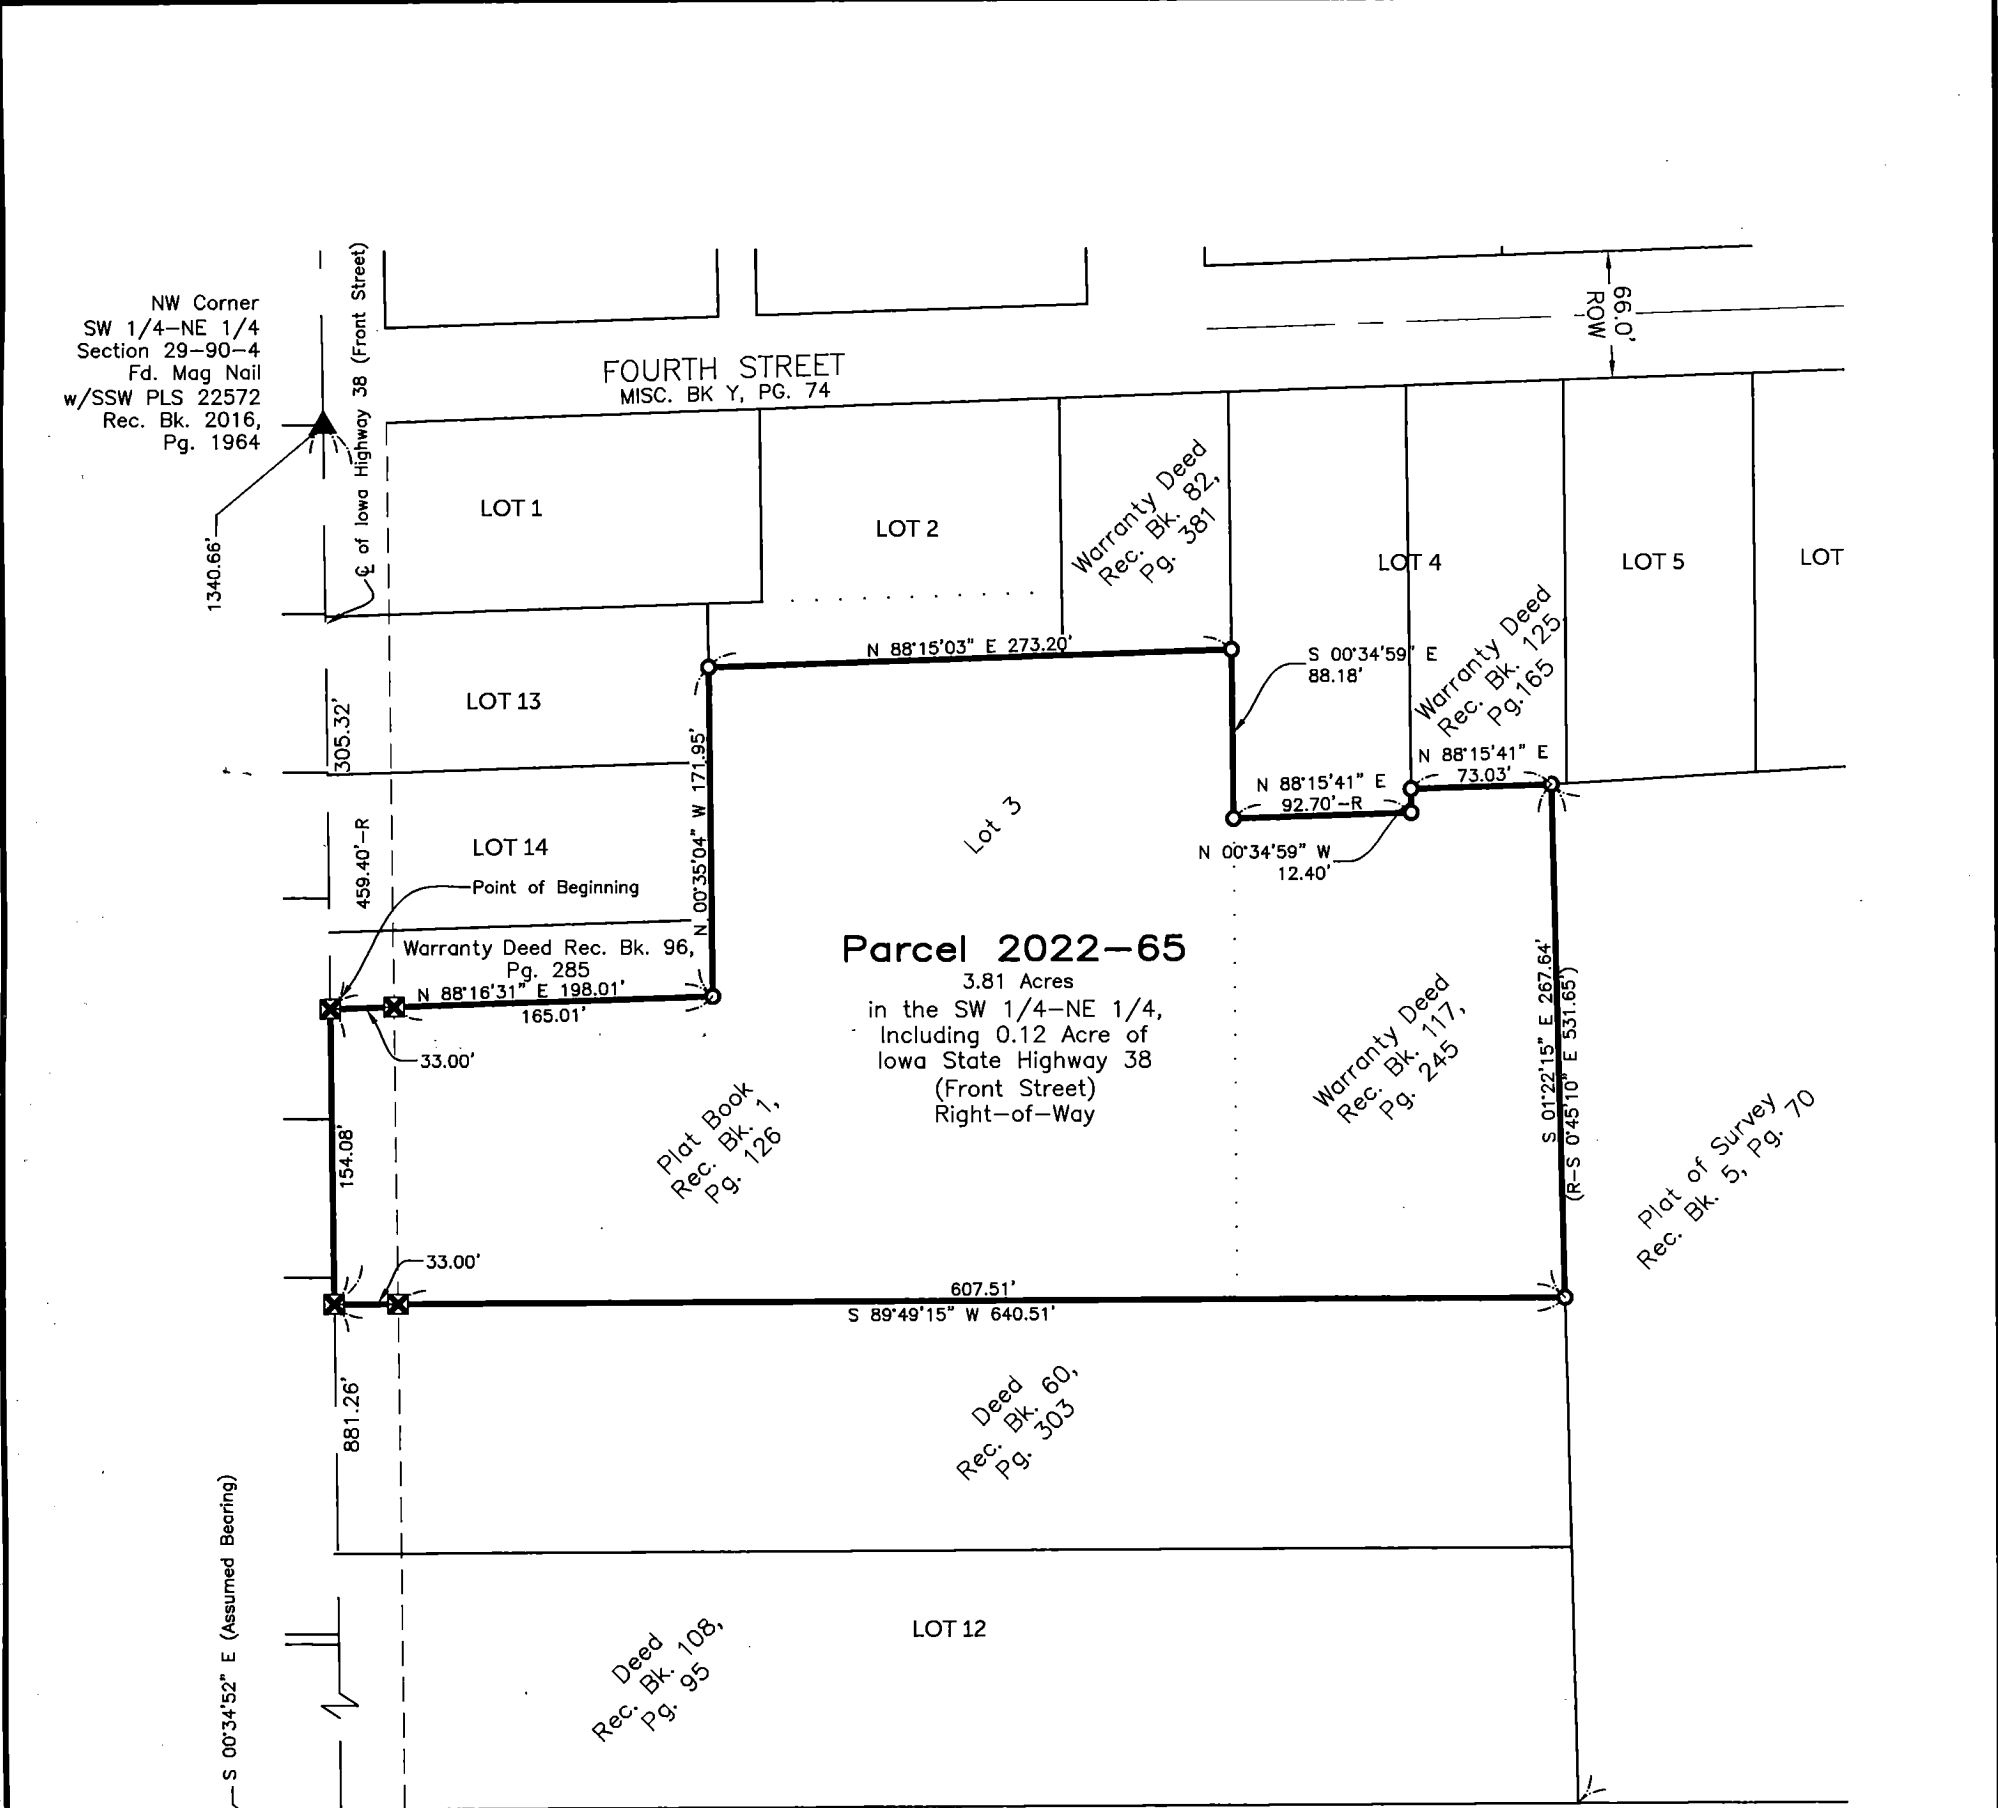 NW Corner
SW 1/4-NE 1/4
Section 29-90-4
Fd. Mag Nail
w/SSW PLS 22572
Rec. Bk. 2016,
Pg. 1964
1340.66'
℄ of Iowa Highway 38 (Front Street)
FOURTH STREET
MISC. BK Y, PG. 74
66.0'
ROW
LOT 1
LOT 2
Warranty Deed
Rec. Bk. 82,
Pg. 381
LOT 4
LOT 5
LOT
Warranty Deed
Rec. Bk. 125
Pg.165
N 88°15'03" E 273.20'
S 00°34'59" E
88.18'
LOT 13
305.32'
N 00°35'04" W 171.95'
N 88°15'41" E
73.03'
N 88°15'41" E
92.70'-R
Lot 3
N 00°34'59" W
12.40'
LOT 14
459.40'-R
Point of Beginning
Warranty Deed Rec. Bk. 96,
Pg. 285
N 88°16'31" E 198.01'
165.01'
33.00'
Parcel 2022-65
3.81 Acres
in the SW 1/4-NE 1/4,
Including 0.12 Acre of
Iowa State Highway 38
(Front Street)
Right-of-Way
Warranty Deed
Rec. Bk. 117,
Pg. 245
S 01°22'15" E 267.64'
(R-S 0°45'10" E 531.65')
Plat Book
Rec. Bk. 1,
Pg. 126
Plat of Survey
Rec. Bk. 5, Pg. 70
154.08'
33.00'
607.51'
S 89°49'15" W 640.51'
881.26'
Deed
Rec. Bk. 60,
Pg. 303
S 00°34'52" E (Assumed Bearing)
LOT 12
Deed
Rec. Bk. 108,
Pg. 95